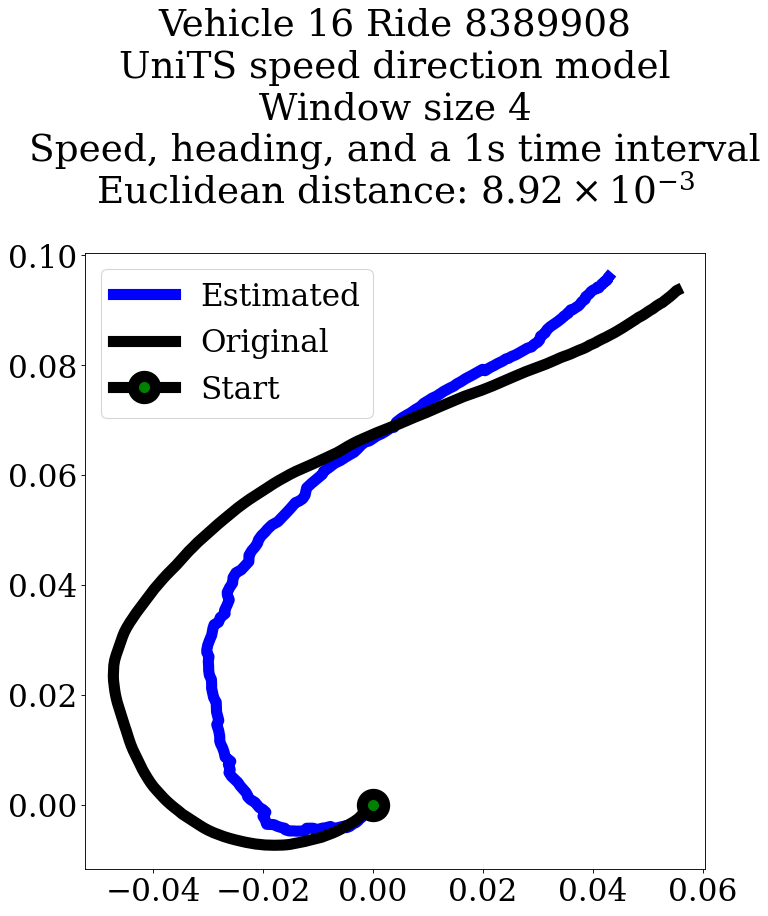 Vehicle 16 Ride 8389908
UniTS speed direction model
Window size 4
Speed, heading, and a 1s time interval
Euclidean distance: 8.92 × 10⁻³
0.10
0.08
0.06
0.04
0.02
0.00
Estimated
Original
Start
−0.04 −0.02 0.00 0.02 0.04 0.06